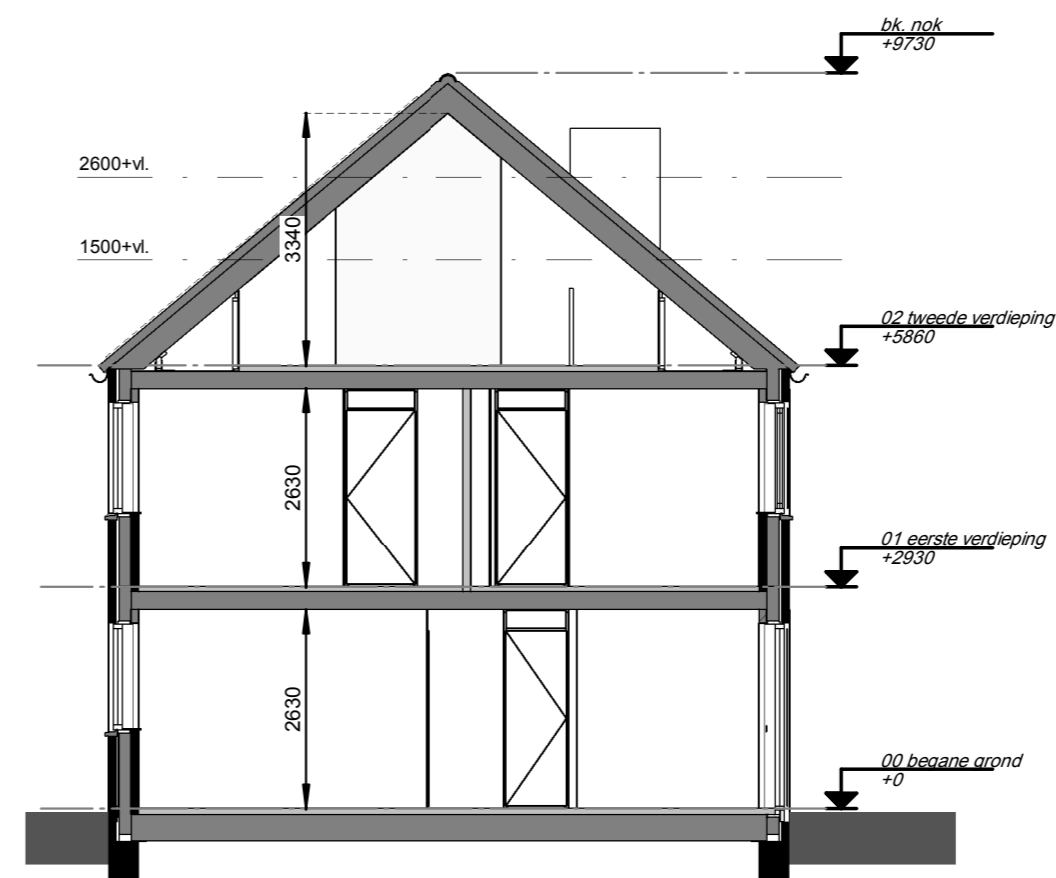 bk. nok
+9730
2600+vl.
1500+vl.
3340
02 tweede verdieping
+5860
2630
01 eerste verdieping
+2930
2630
00 begane grond
+0